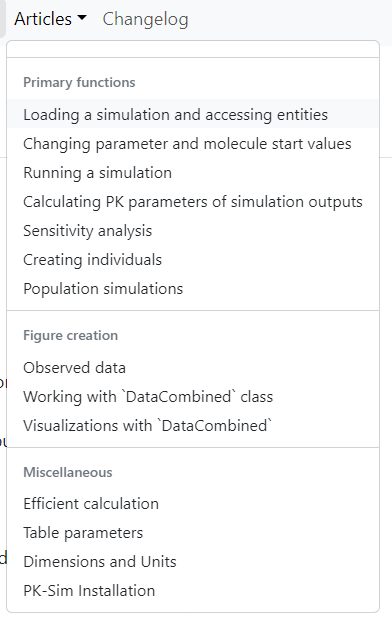 Articles Changelog
Primary functions
Loading a simulation and accessing entities
Changing parameter and molecule start values
Running a simulation
Calculating PK parameters of simulation outputs
Sensitivity analysis
Creating individuals
Population simulations
Figure creation
Observed data
Working with `DataCombined` class
Visualizations with `DataCombined`
Miscellaneous
Efficient calculation
Table parameters
Dimensions and Units
PK-Sim Installation